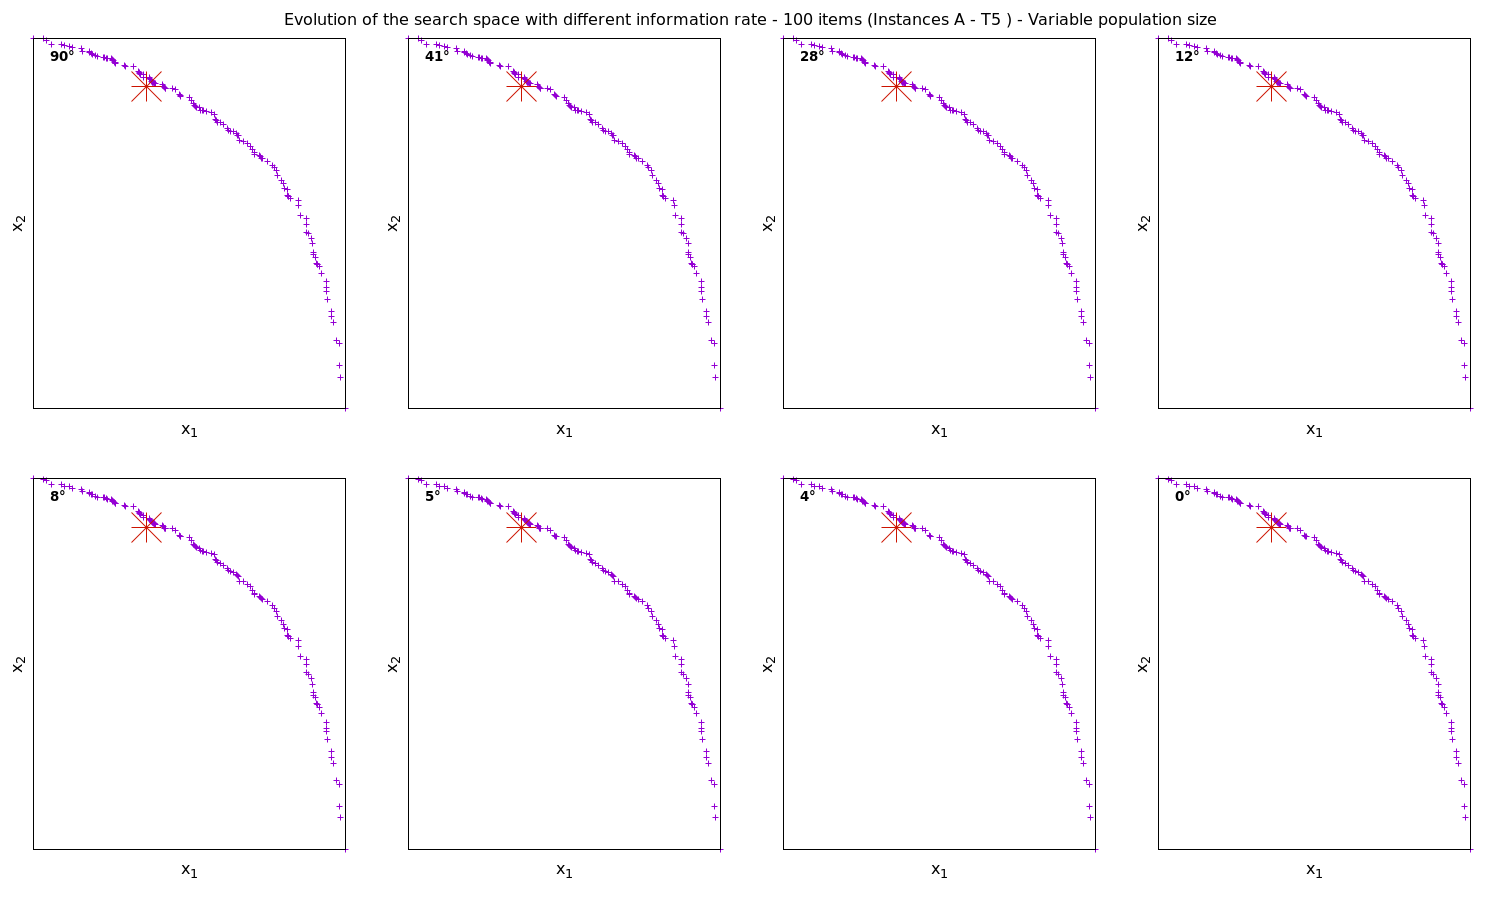 Evolution of the search space with different information rate - 100 items (Instances A - T5 ) - Variable population size
90° 41° 28° 12°
x₂ x₂ x₂ x₂
x₁ x₁ x₁ x₁
8° 5° 4° 0°
x₂ x₂ x₂ x₂
x₁ x₁ x₁ x₁